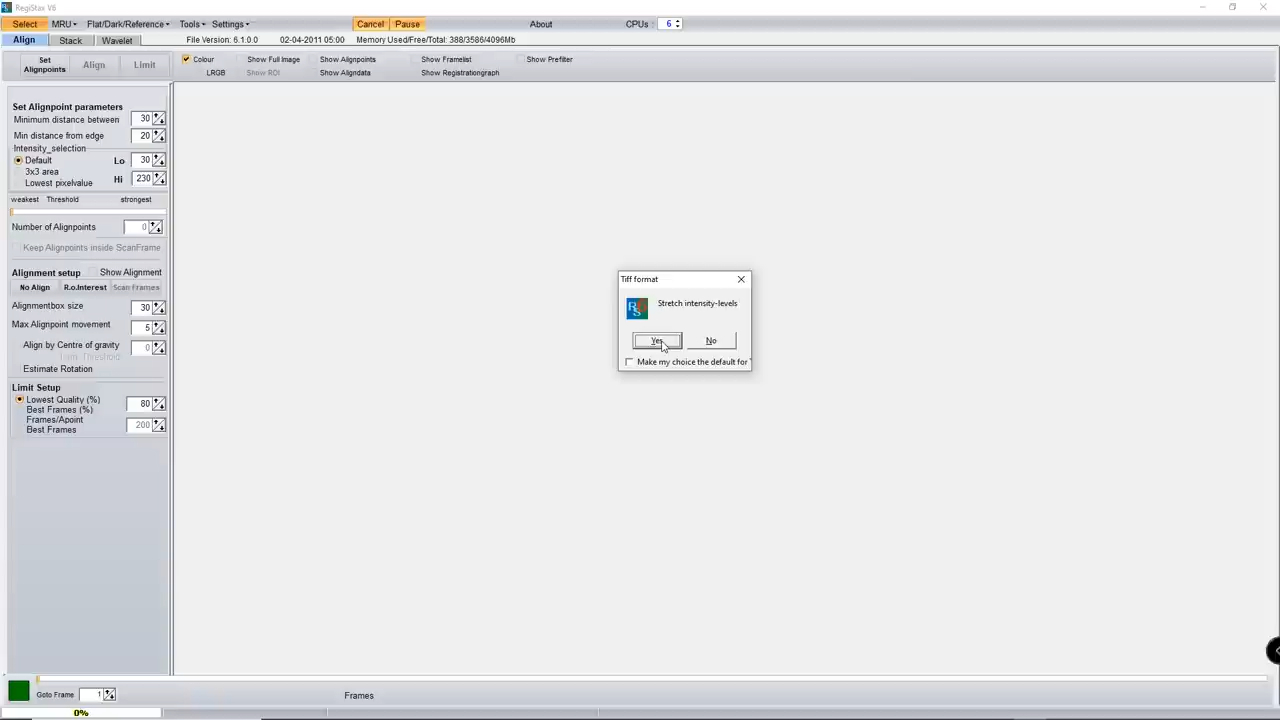 RegiStax V6
Select MRU Flat/Dark/Reference Tools Settings Cancel Pause About CPUs 6
Align Stack Wavelet File Version: 6.1.0.0 02-04-2011 05:00 Memory Used/Free/Total: 388/3586/4096Mb
Set Alignpoints Align Limit
Colour Show Full Image Show Alignpoints Show Framelist Show Prefilter
LRGB Show ROI Show Aligndata Show Registrationgraph
Set Alignpoint parameters
Minimum distance between 30
Min distance from edge 20
Intensity_selection
Default Lo 30
3x3 area
Lowest pixelvalue Hi 230
weakest Threshold strongest
Number of Alignpoints 0
Keep Alignpoints inside ScanFrame
Alignment setup Show Alignment
No Align R.o.Interest Scan Frames
Alignmentbox size 30
Max Alignpoint movement 5
Align by Centre of gravity 0
Threshold
Estimate Rotation
Limit Setup
Lowest Quality (%)
Best Frames (%) 80
Frames/Apoint
Best Frames 200
Tiff format
RS
Stretch intensity-levels
Yes No
Make my choice the default for
Goto Frame 1 Frames
0%